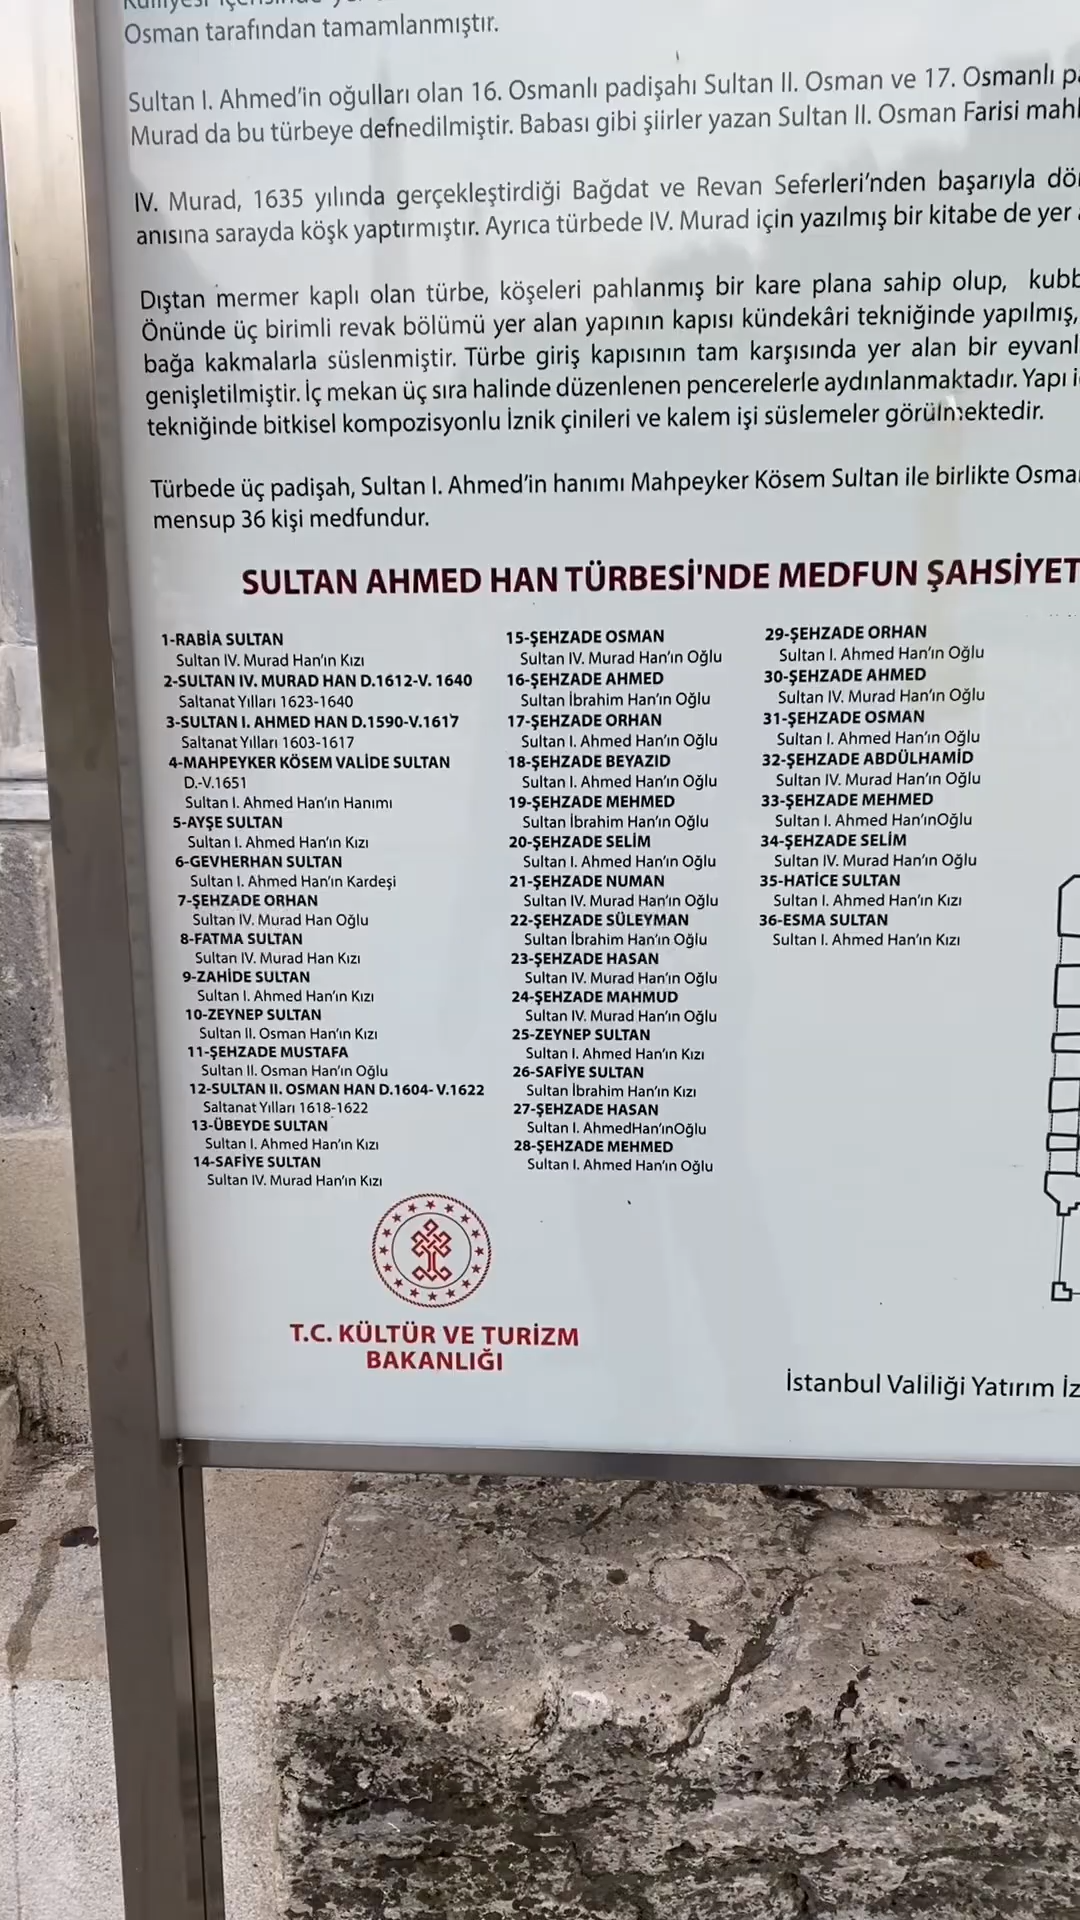 Osman tarafından tamamlanmıştır.
Sultan I. Ahmed'in oğulları olan 16. Osmanlı padişahı Sultan II. Osman ve 17. Osmanlı
Murad da bu türbeye defnedilmiştir. Babası gibi şiirler yazan Sultan II. Osman Farisi
IV. Murad, 1635 yılında gerçekleştirdiği Bağdat ve Revan Seferleri'nden başarıyla
anısına sarayda köşk yaptırmıştır. Ayrıca türbede IV. Murad için yazılmış bir kitabe de yer
Dıştan mermer kaplı olan türbe, köşeleri pahlanmış bir kare plana sahip olup,
Önünde üç birimli revak bölümü yer alan yapının kapısı kündekâri tekniğinde yapılmış,
bağa kakmalarla süslenmiştir. Türbe giriş kapısının tam karşısında yer alan bir
genişletilmiştir. İç mekan üç sıra halinde düzenlenen pencerelerle aydınlanmaktadır. Yapı
tekniğinde bitkisel kompozisyonlu İznik çinileri ve kalem işi süslemeler görülmektedir.
Türbede üç padişah, Sultan I. Ahmed'in hanımı Mahpeyker Kösem Sultan ile birlikte
mensup 36 kişi medfundur.
SULTAN AHMED HAN TÜRBESİ'NDE MEDFUN
1-RABİA SULTAN
Sultan IV. Murad Han'ın Kızı
2-SULTAN IV. MURAD HAN D.1612-V. 1640
Saltanat Yılları 1623-1640
3-SULTAN I. AHMED HAN D.1590-V.1617
Saltanat Yılları 1603-1617
4-MAHPEYKER KÖSEM VALİDE SULTAN
D.-V.1651
Sultan I. Ahmed Han'ın Hanımı
5-AYŞE SULTAN
Sultan I. Ahmed Han'ın Kızı
6-GEVHERHAN SULTAN
Sultan I. Ahmed Han'ın Kardeşi
7-ŞEHZADE ORHAN
Sultan IV. Murad Han Oğlu
8-FATMA SULTAN
Sultan IV. Murad Han Kızı
9-ZAHİDE SULTAN
Sultan I. Ahmed Han'ın Kızı
10-ZEYNEP SULTAN
Sultan II. Osman Han'ın Kızı
11-ŞEHZADE MUSTAFA
Sultan II. Osman Han'ın Oğlu
12-SULTAN II. OSMAN HAN D.1604- V.1622
Saltanat Yılları 1618-1622
13-ÜBEYDE SULTAN
Sultan I. Ahmed Han'ın Kızı
14-SAFİYE SULTAN
Sultan IV. Murad Han'ın Kızı
15-ŞEHZADE OSMAN
Sultan IV. Murad Han'ın Oğlu
16-ŞEHZADE AHMED
Sultan İbrahim Han'ın Oğlu
17-ŞEHZADE ORHAN
Sultan I. Ahmed Han'ın Oğlu
18-ŞEHZADE BEYAZID
Sultan I. Ahmed Han'ın Oğlu
19-ŞEHZADE MEHMED
Sultan İbrahim Han'ın Oğlu
20-ŞEHZADE SELİM
Sultan I. Ahmed Han'ın Oğlu
21-ŞEHZADE NUMAN
Sultan IV. Murad Han'ın Oğlu
22-ŞEHZADE SÜLEYMAN
Sultan İbrahim Han'ın Oğlu
23-ŞEHZADE HASAN
Sultan IV. Murad Han'ın Oğlu
24-ŞEHZADE MAHMUD
Sultan IV. Murad Han'ın Oğlu
25-ZEYNEP SULTAN
Sultan I. Ahmed Han'ın Kızı
26-SAFİYE SULTAN
Sultan İbrahim Han'ın Kızı
27-ŞEHZADE HASAN
Sultan I. AhmedHan'ınOğlu
28-ŞEHZADE MEHMED
Sultan I. Ahmed Han'ın Oğlu
29-ŞEHZADE ORHAN
Sultan I. Ahmed Han'ın Oğlu
30-ŞEHZADE AHMED
Sultan IV. Murad Han'ın Oğlu
31-ŞEHZADE OSMAN
Sultan I. Ahmed Han'ın Oğlu
32-ŞEHZADE ABDÜLHAMİD
Sultan IV. Murad Han'ın Oğlu
33-ŞEHZADE MEHMED
Sultan I. Ahmed Han'ınOğlu
34-ŞEHZADE SELİM
Sultan IV. Murad Han'ın Oğlu
35-HATİCE SULTAN
Sultan I. Ahmed Han'ın Kızı
36-ESMA SULTAN
Sultan I. Ahmed Han'ın Kızı
T.C. KÜLTÜR VE TURİZM
BAKANLIĞI
İstanbul Valiliği Yatırım